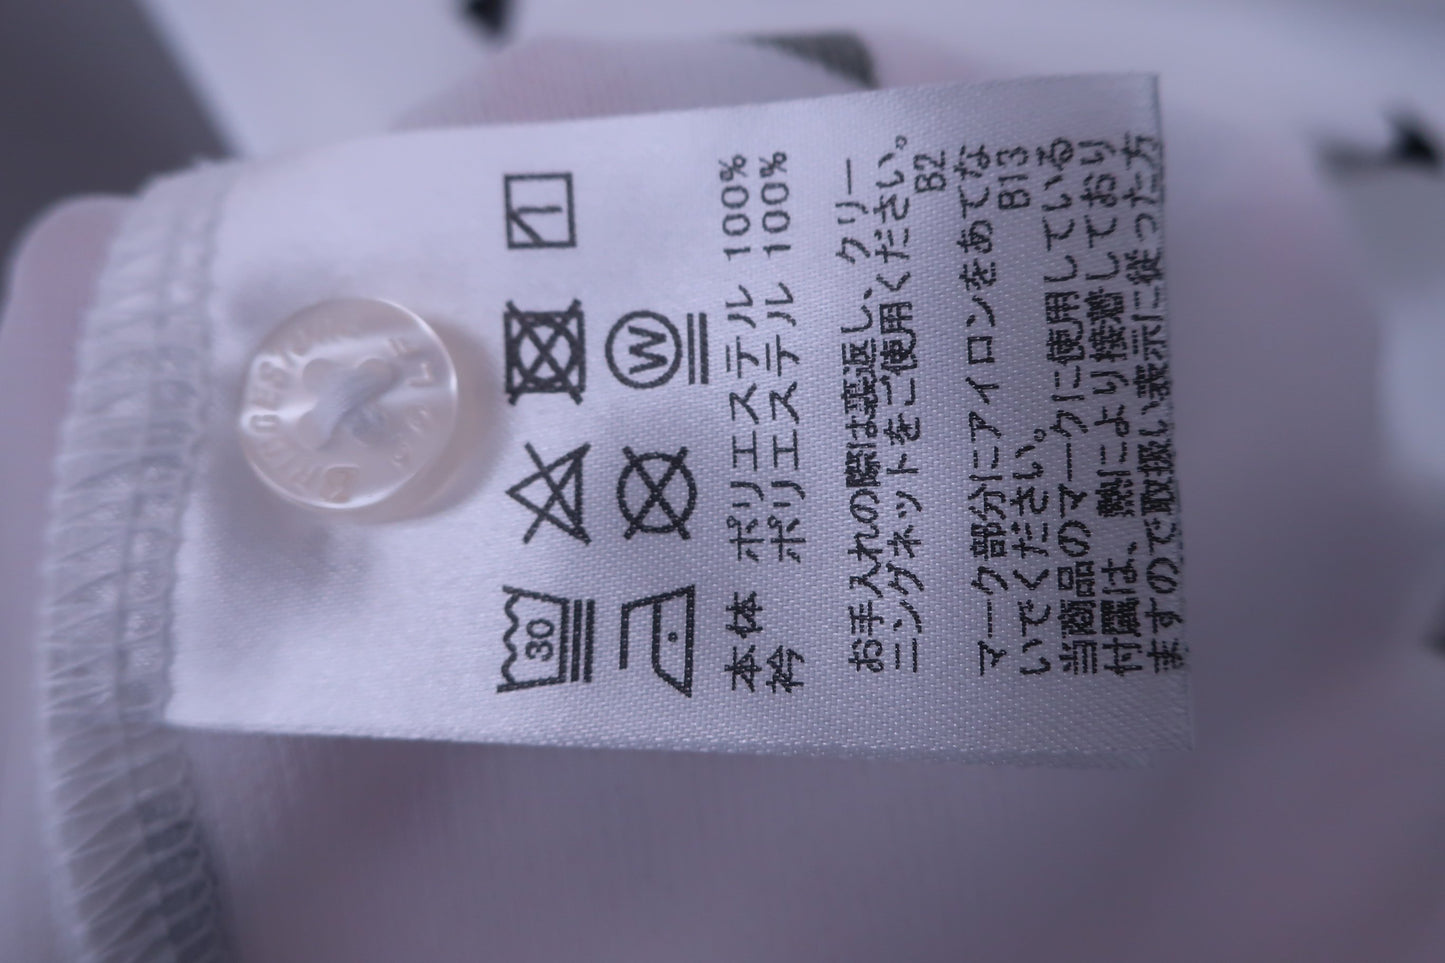 30
W
本体 ポリエステル 100%
衿 ポリエステル 100%
お手入れの際は裏返し、クリー
ニングネットをご使用ください。
B2
マーク部分にアイロンをあてな
いでください。 B13
当商品のマークに使用している
付属は、熱により接着しており
ますので取扱い表示に従った方